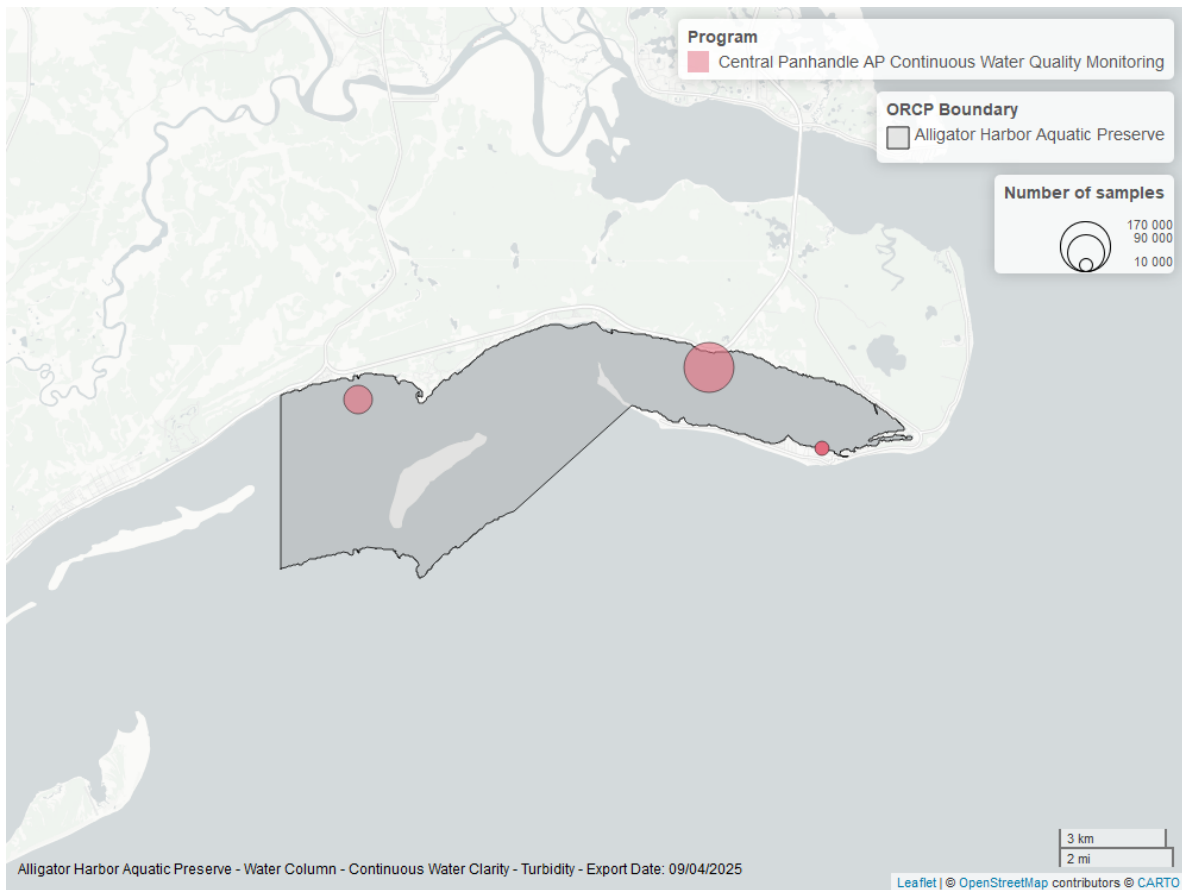 Program
Central Panhandle AP Continuous Water Quality Monitoring
ORCP Boundary
Alligator Harbor Aquatic Preserve
Number of samples
170 000
90 000
10 000
3 km
2 mi
Alligator Harbor Aquatic Preserve - Water Column - Continuous Water Clarity - Turbidity - Export Date: 09/04/2025
Leaflet | © OpenStreetMap contributors © CARTO